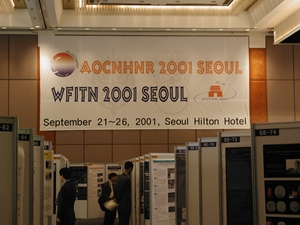 AOCNHNR 2001 SEOUL
WFITN 2001 SEOUL
September 21~26, 2001, Seoul Hilton Hotel